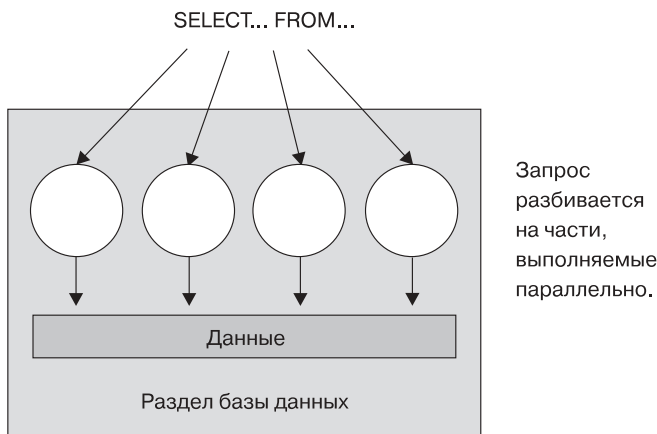 SELECT... FROM...
Запрос
разбивается
на части,
выполняемые
параллельно.
Данные
Раздел базы данных